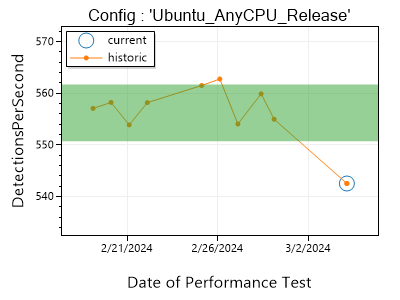 Config : 'Ubuntu_AnyCPU_Release'
current
historic
570
560
550
540
DetectionsPerSecond
2/21/2024
2/26/2024
3/2/2024
Date of Performance Test